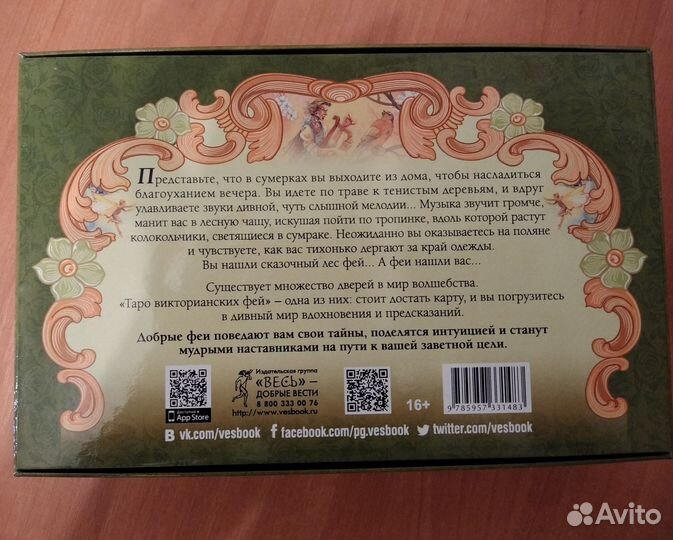 Представьте, что в сумерках вы выходите из дома, чтобы насладиться
благоуханием вечера. Вы идете по траве к тенистым деревьям, и вдруг
улавливаете звуки дивной, чуть слышной мелодии... Музыка звучит громче,
манит вас в лесную чащу, искушая пойти по тропинке, вдоль которой растут
колокольчики, светящиеся в сумраке. Неожиданно вы оказываетесь на поляне
и чувствуете, как вас тихонько дергают за край одежды.
Вы нашли сказочный лес фей... А феи нашли вас...
Существует множество дверей в мир волшебства.
«Таро викторианских фей» – одна из них: стоит достать карту, и вы погрузитесь
в дивный мир вдохновения и предсказаний.
Добрые феи поведают вам свои тайны, поделятся интуицией и станут
мудрыми наставниками на пути к вашей заветной цели.
Издательская группа
«ВЕСЬ» –
ДОБРЫЕ ВЕСТИ
8 800 333 00 76
http://www.vesbook.ru
App Store
16+
9 785957 331483
vk.com/vesbook facebook.com/pg.vesbook twitter.com/vesbook
Avito